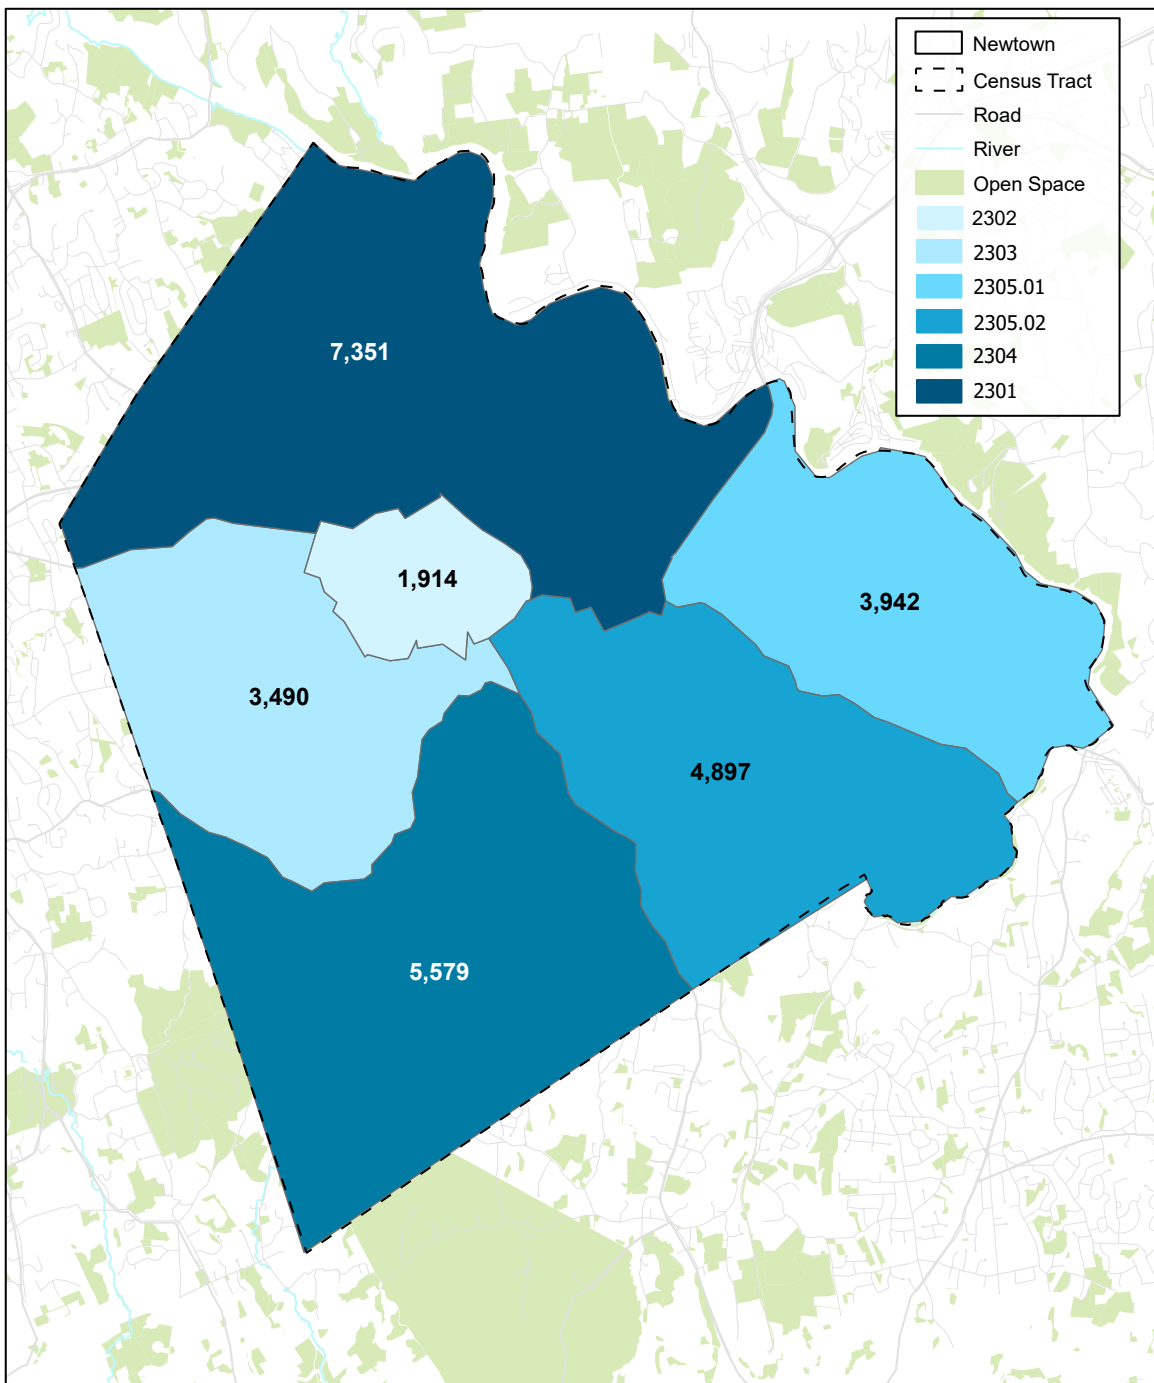 Newtown
Census Tract
Road
River
Open Space
2302
2303
2305.01
2305.02
2304
2301
7,351
1,914
3,942
3,490
4,897
5,579